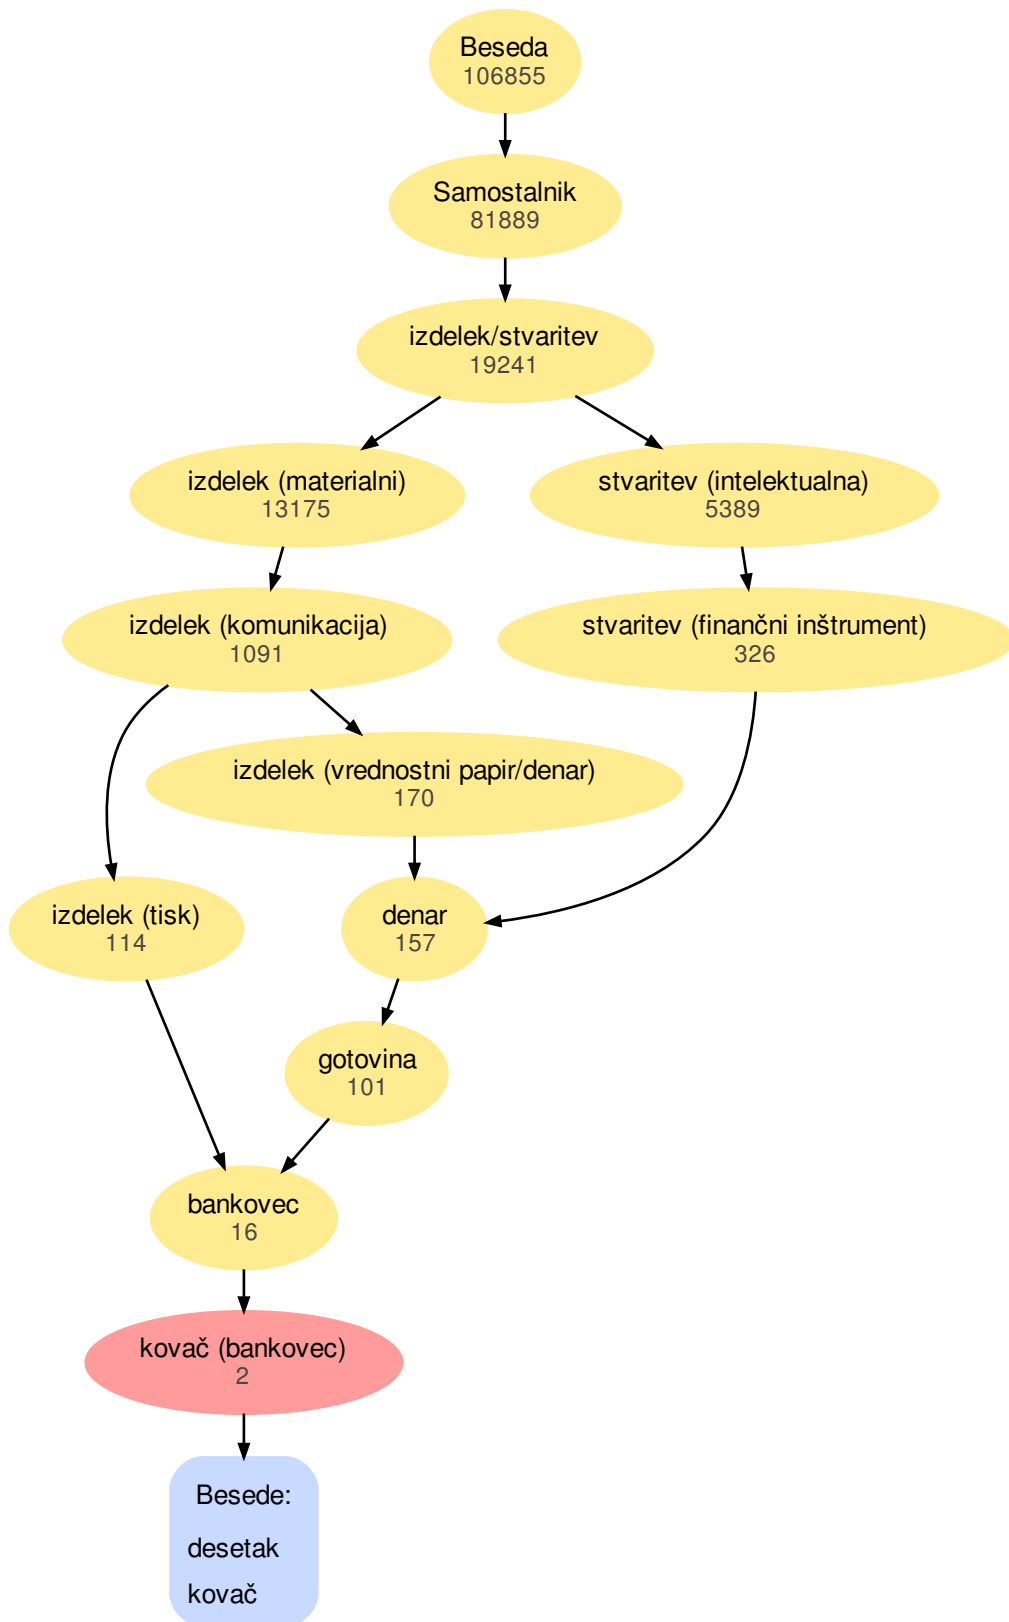 Beseda
106855
Samostalnik
81889
izdelek/stvaritev
19241
izdelek (materialni)
13175
stvaritev (intelektualna)
5389
izdelek (komunikacija)
1091
stvaritev (finančni inštrument)
326
izdelek (vrednostni papir/denar)
170
izdelek (tisk)
114
denar
157
gotovina
101
bankovec
16
kovač (bankovec)
2
Besede:
desetak
kovač